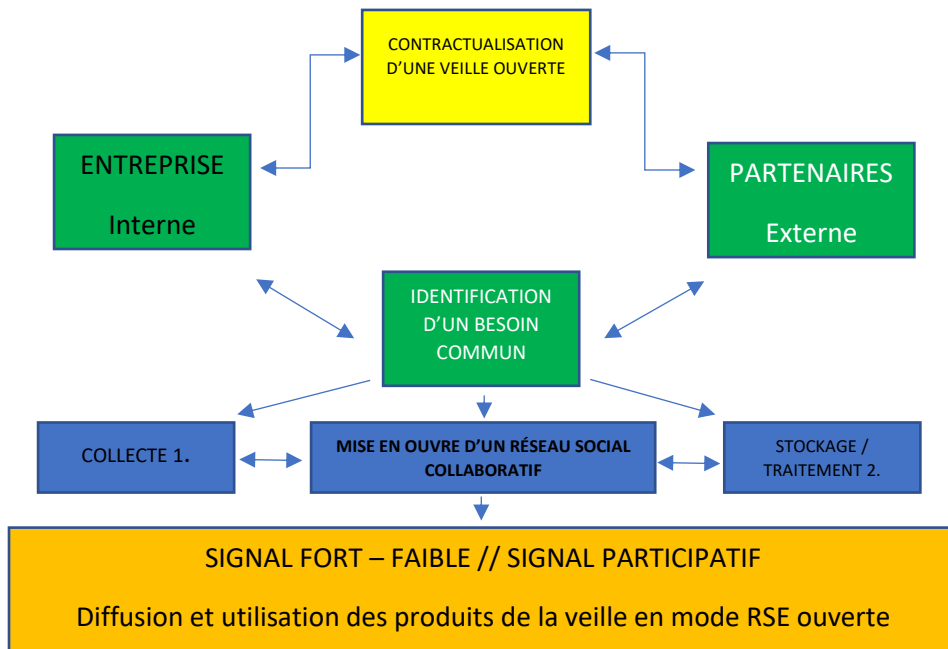 CONTRACTUALISATION
D’UNE VEILLE OUVERTE
ENTREPRISE
Interne
PARTENAIRES
Externe
IDENTIFICATION
D’UN BESOIN
COMMUN
COLLECTE 1.
MISE EN OUVRE D’UN RÉSEAU SOCIAL
COLLABORATIF
STOCKAGE /
TRAITEMENT 2.
SIGNAL FORT – FAIBLE // SIGNAL PARTICIPATIF
Diffusion et utilisation des produits de la veille en mode RSE ouverte